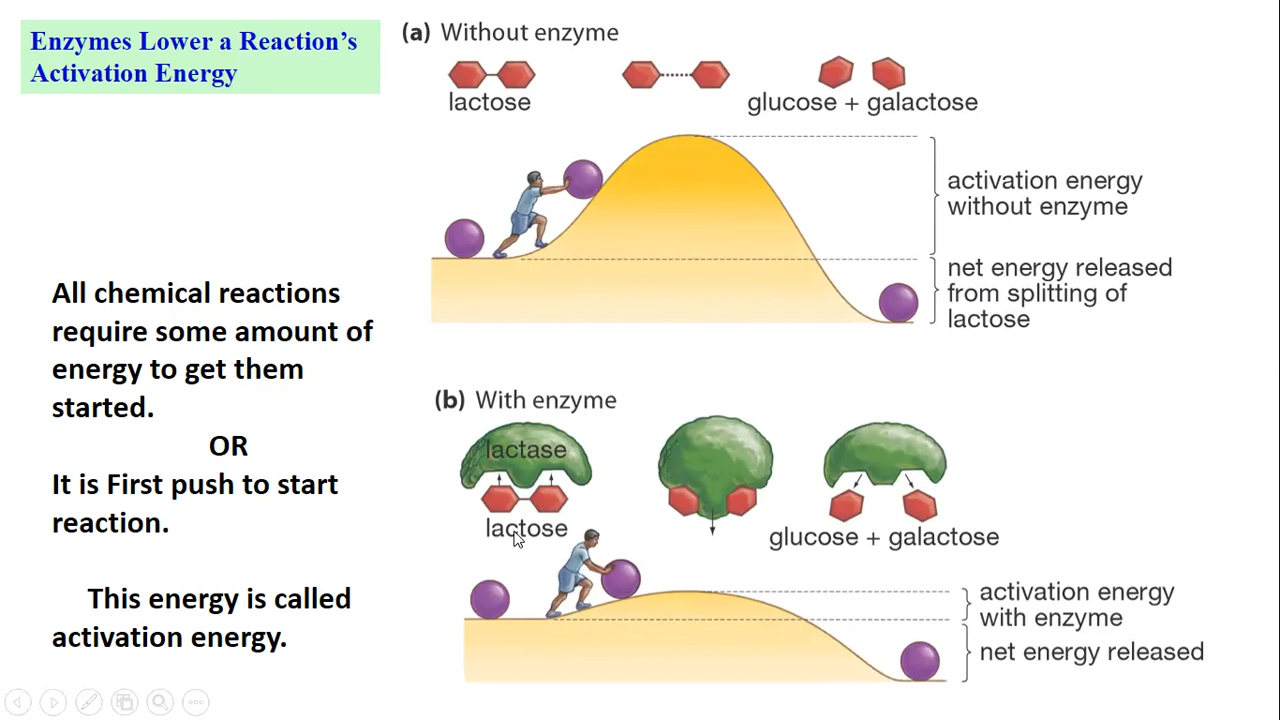 Enzymes Lower a Reaction's
Activation Energy
All chemical reactions
require some amount of
energy to get them
started.
OR
It is First push to start
reaction.
This energy is called
activation energy.
(a) Without enzyme
lactose
glucose + galactose
activation energy
without enzyme
net energy released
from splitting of
lactose
(b) With enzyme
lactase
lactose
glucose + galactose
activation energy
with enzyme
net energy released